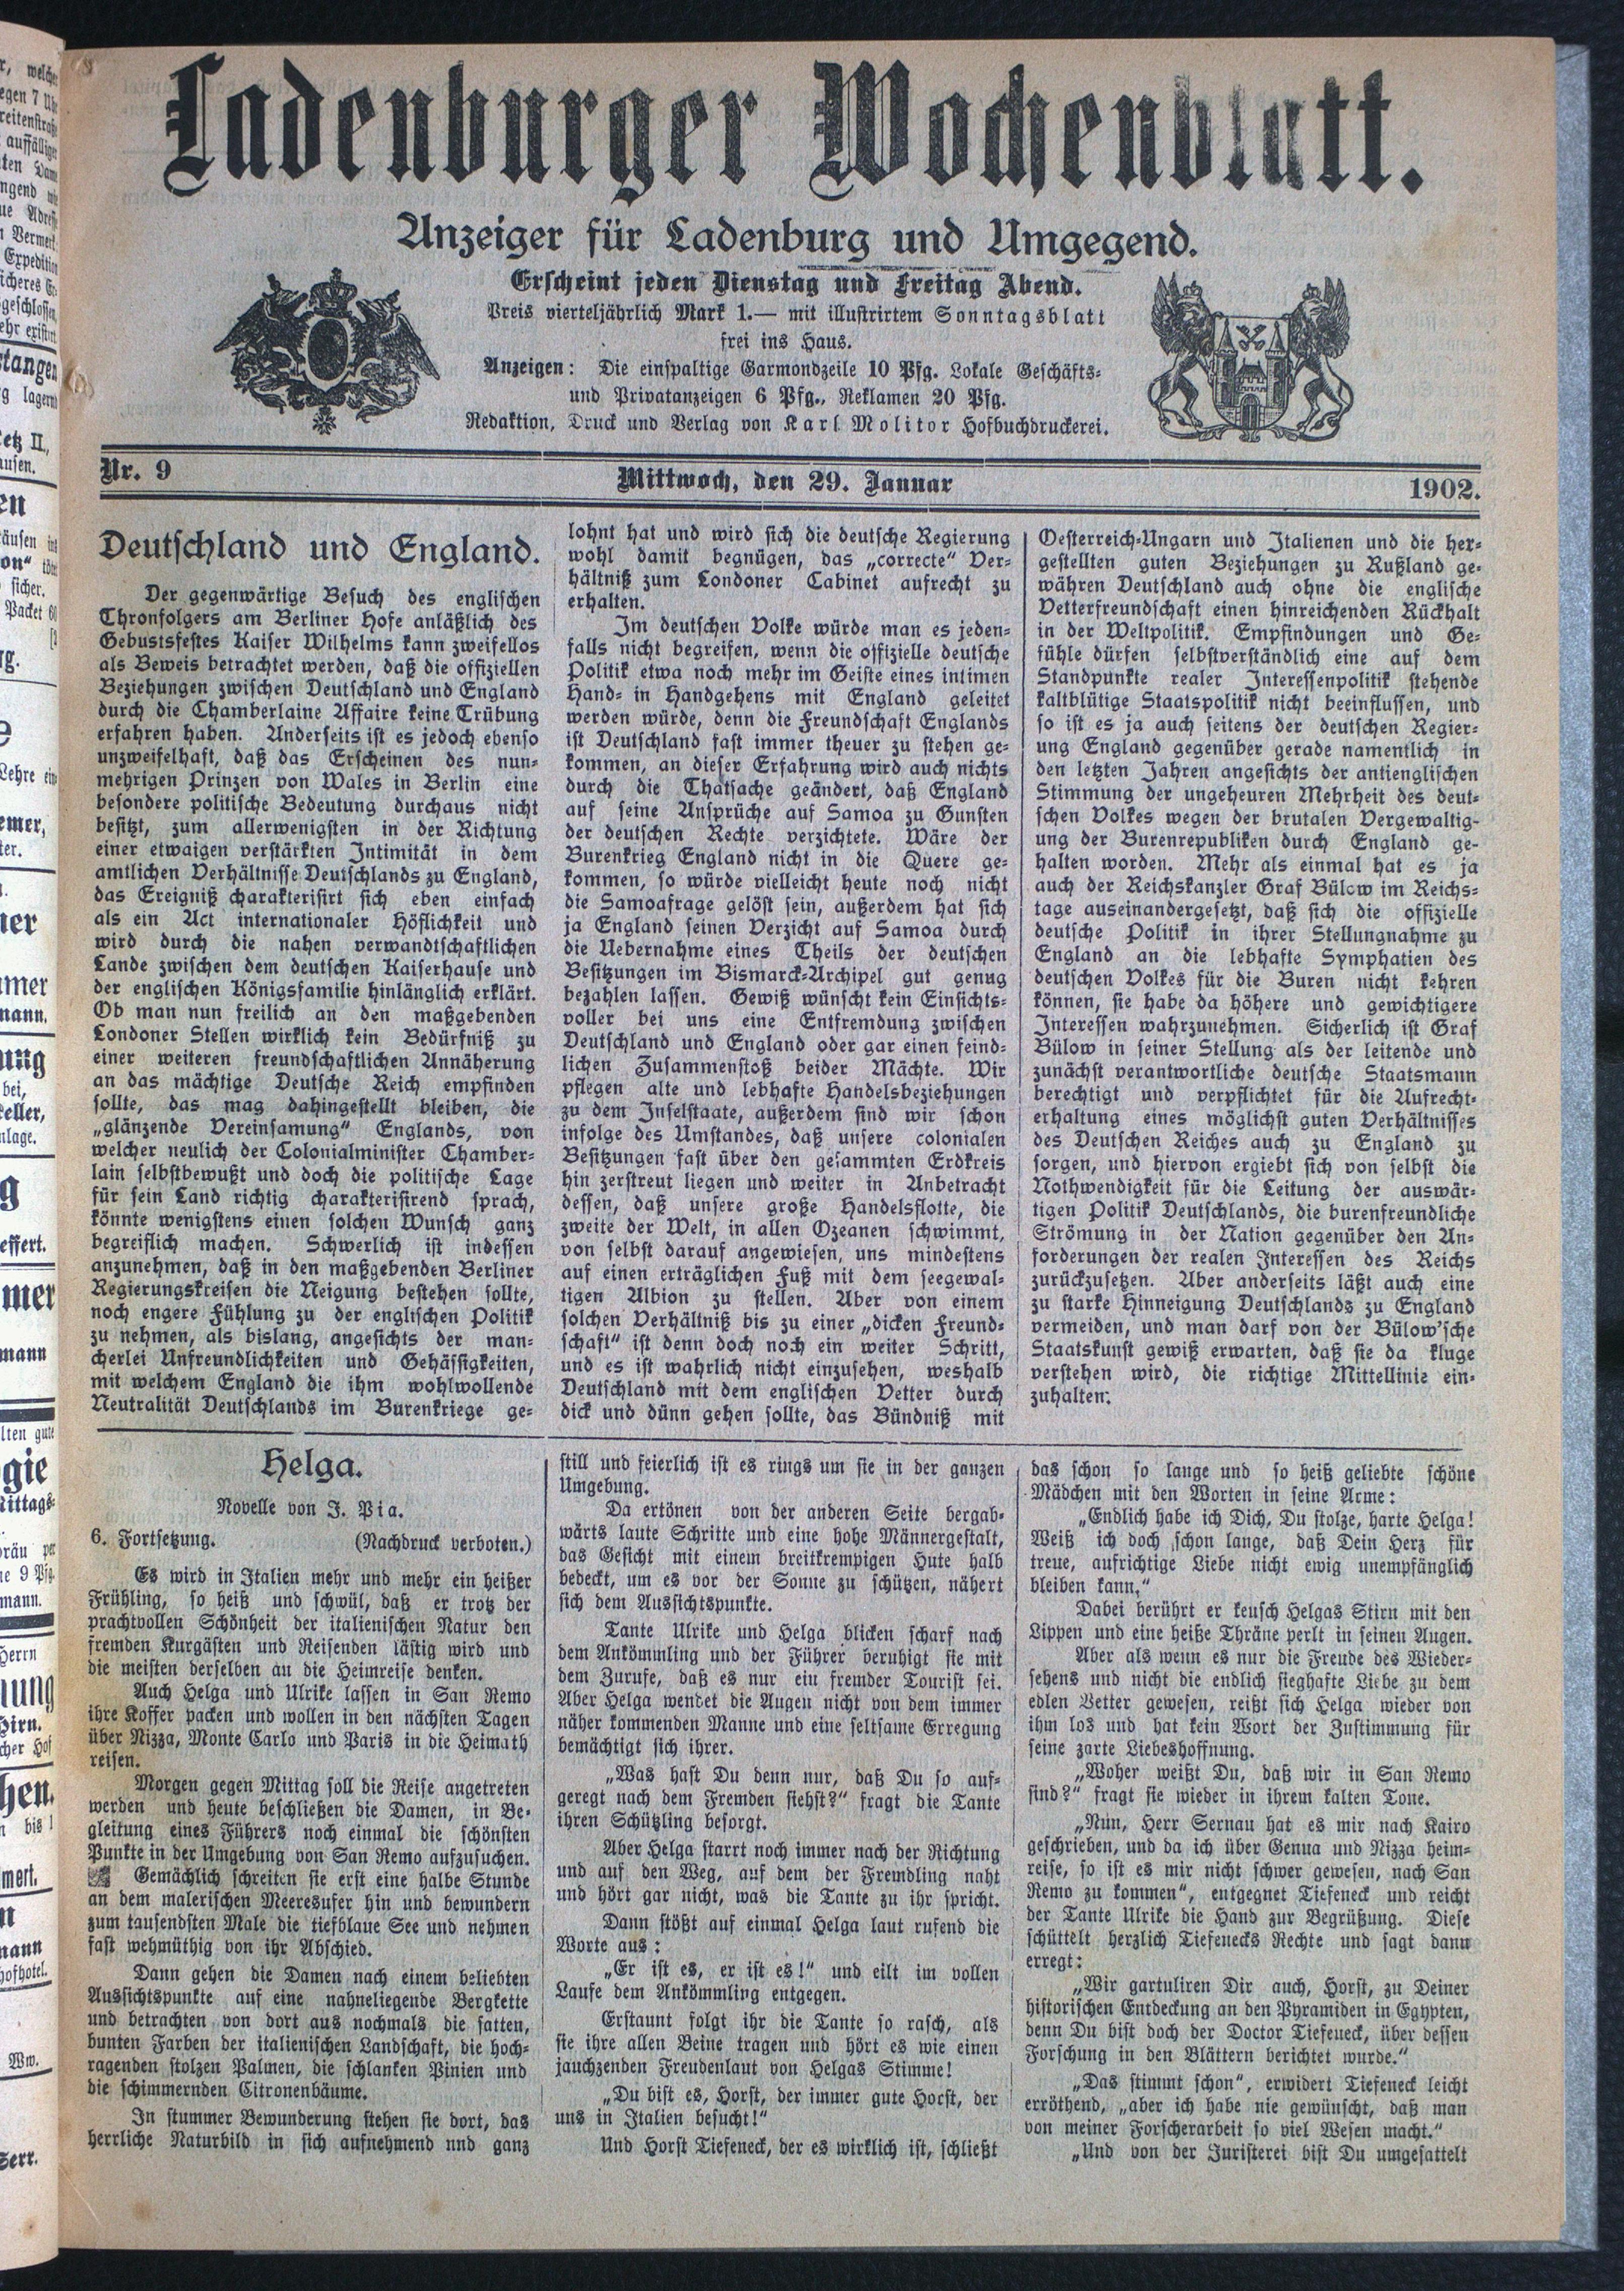 Ladenburger Wochenblatt.
Anzeiger für Ladenburg und Umgegend.
Erscheint jeden Dienstag und Freitag Abend.
Preis vierteljährlich Mark 1.— mit illustrirtem Sonntagsblatt
frei ins Haus.
Anzeigen: Die einspaltige Garmondzeile 10 Pfg. Lokale Geschäfts-
und Privatanzeigen 6 Pfg., Reklamen 20 Pfg.
Redaktion, Druck und Verlag von Karl Molitor Hofbuchdruckerei.
Nr. 9
Mittwoch, den 29. Januar
1902.
Deutschland und England.
Der gegenwärtige Besuch des englischen
Thronfolgers am Berliner Hofe anläßlich des
Gebustsfestes Kaiser Wilhelms kann zweifellos
als Beweis betrachtet werden, daß die offiziellen
Beziehungen zwischen Deutschland und England
durch die Chamberlaine Affaire keine Trübung
erfahren haben. Anderseits ist es jedoch ebenso
unzweifelhaft, daß das Erscheinen des nun-
mehrigen Prinzen von Wales in Berlin eine
besondere politische Bedeutung durchaus nicht
besitzt, zum allerwenigsten in der Richtung
einer etwaigen verstärkten Intimität in dem
amtlichen Verhältnisse Deutschlands zu England,
das Ereigniß charakterisirt sich eben einfach
als ein Act internationaler Höflichkeit und
wird durch die nahen verwandtschaftlichen
Lande zwischen dem deutschen Kaiserhause und
der englischen Königsfamilie hinlänglich erklärt.
Ob man nun freilich an den maßgebenden
Londoner Stellen wirklich kein Bedürfniß zu
einer weiteren freundschaftlichen Annäherung
an das mächtige Deutsche Reich empfinden
sollte, das mag dahingestellt bleiben, die
„glänzende Vereinsamung“ Englands, von
welcher neulich der Colonialminister Chamber-
lain selbstbewußt und doch die politische Lage
für sein Land richtig charakterisirend sprach,
könnte wenigstens einen solchen Wunsch ganz
begreiflich machen. Schwerlich ist indessen
anzunehmen, daß in den maßgebenden Berliner
Regierungskreisen die Neigung bestehen sollte,
noch engere Fühlung zu der englischen Politik
zu nehmen, als bislang, angesichts der man-
cherlei Unfreundlichkeiten und Gehässigkeiten,
mit welchem England die ihm wohlwollende
Neutralität Deutschlands im Burenkriege ge-
lohnt hat und wird sich die deutsche Regierung
wohl damit begnügen, das „correcte“ Ver-
hältniß zum Londoner Cabinet aufrecht zu
erhalten.
Im deutschen Volke würde man es jeden-
falls nicht begreifen, wenn die offizielle deutsche
Politik etwa noch mehr im Geiste eines intimen
Hand- in Handgehens mit England geleitet
werden würde, denn die Freundschaft Englands
ist Deutschland fast immer theuer zu stehen ge-
kommen, an dieser Erfahrung wird auch nichts
durch die Thatsache geändert, daß England
auf seine Ansprüche auf Samoa zu Gunsten
der deutschen Rechte verzichtete. Wäre der
Burenkrieg England nicht in die Quere ge-
kommen, so würde vielleicht heute noch nicht
die Samoafrage gelöst sein, außerdem hat sich
ja England seinen Verzicht auf Samoa durch
die Uebernahme eines Theils der deutschen
Besitzungen im Bismarck-Archipel gut genug
bezahlen lassen. Gewiß wünscht kein Einsichts-
voller bei uns eine Entfremdung zwischen
Deutschland und England oder gar einen feind-
lichen Zusammenstoß beider Mächte. Wir
pflegen alte und lebhafte Handelsbeziehungen
zu dem Inselstaate, außerdem sind wir schon
infolge des Umstandes, daß unsere colonialen
Besitzungen fast über den gesammten Erdkreis
hin zerstreut liegen und weiter in Anbetracht
dessen, daß unsere große Handelsflotte, die
zweite der Welt, in allen Ozeanen schwimmt,
von selbst darauf angewiesen, uns mindestens
auf einen erträglichen Fuß mit dem seegewal-
tigen Albion zu stellen. Aber von einem
solchen Verhältniß bis zu einer „dicken Freund-
schaft“ ist denn doch noch ein weiter Schritt,
und es ist wahrlich nicht einzusehen, weshalb
Deutschland mit dem englischen Vetter durch
dick und dünn gehen sollte, das Bündniß mit
Oesterreich-Ungarn und Italienen und die her-
gestellten guten Beziehungen zu Rußland ge-
währen Deutschland auch ohne die englische
Vetterfreundschaft einen hinreichenden Rückhalt
in der Weltpolitik. Empfindungen und Ge-
fühle dürfen selbstverständlich eine auf dem
Standpunkte realer Interessenpolitik stehende
kaltblütige Staatspolitik nicht beeinflussen, und
so ist es ja auch seitens der deutschen Regier-
ung England gegenüber gerade namentlich in
den letzten Jahren angesichts der antienglischen
Stimmung der ungeheuren Mehrheit des deut-
schen Volkes wegen der brutalen Vergewaltig-
ung der Burenrepubliken durch England ge-
halten worden. Mehr als einmal hat es ja
auch der Reichskanzler Graf Bülow im Reichs-
tage auseinandergesetzt, daß sich die offizielle
deutsche Politik in ihrer Stellungnahme zu
England an die lebhafte Symphatien des
deutschen Volkes für die Buren nicht kehren
können, sie habe da höhere und gewichtigere
Interessen wahrzunehmen. Sicherlich ist Graf
Bülow in seiner Stellung als der leitende und
zunächst verantwortliche deutsche Staatsmann
berechtigt und verpflichtet für die Aufrecht-
erhaltung eines möglichst guten Verhältnisses
des Deutschen Reiches auch zu England zu
sorgen, und hiervon ergiebt sich von selbst die
Nothwendigkeit für die Leitung der auswär-
tigen Politik Deutschlands, die burenfreundliche
Strömung in der Nation gegenüber den An-
forderungen der realen Interessen des Reichs
zurückzusetzen. Aber anderseits läßt auch eine
zu starke Hinneigung Deutschlands zu England
vermeiden, und man darf von der Bülow'sche
Staatskunst gewiß erwarten, daß sie da kluge
verstehen wird, die richtige Mittellinie ein-
zuhalten.
Helga.
Novelle von J. Pia.
6. Fortsetzung. (Nachdruck verboten.)
Es wird in Italien mehr und mehr ein heißer
Frühling, so heiß und schwül, daß er trotz der
prachtvollen Schönheit der italienischen Natur den
fremden Kurgästen und Reisenden lästig wird und
die meisten derselben an die Heimreise denken.
Auch Helga und Ulrike lassen in San Remo
ihre Koffer packen und wollen in den nächsten Tagen
über Nizza, Monte Carlo und Paris in die Heimath
reisen.
Morgen gegen Mittag soll die Reise angetreten
werden und heute beschließen die Damen, in Be-
gleitung eines Führers noch einmal die schönsten
Punkte in der Umgebung von San Remo aufzusuchen.
Gemächlich schreiten sie erst eine halbe Stunde
an dem malerischen Meeresufer hin und bewundern
zum tausendsten Male die tiefblaue See und nehmen
fast wehmüthig von ihr Abschied.
Dann gehen die Damen nach einem beliebten
Aussichtspunkte auf eine nahneliegende Bergkette
und betrachten von dort aus nochmals die satten,
bunten Farben der italienischen Landschaft, die hoch-
ragenden stolzen Palmen, die schlanken Pinien und
die schimmernden Citronenbäume.
In stummer Bewunderung stehen sie dort, das
herrliche Naturbild in sich aufnehmend nnd ganz
still und feierlich ist es rings um sie in der ganzen
Umgebung.
Da ertönen von der anderen Seite bergab-
wärts laute Schritte und eine hohe Männergestalt,
das Gesicht mit einem breitkrempigen Hute halb
bedeckt, um es vor der Sonne zu schützen, nähert
sich dem Aussichtspunkte.
Tante Ulrike und Helga blicken scharf nach
dem Ankömmling und der Führer beruhigt sie mit
dem Zurufe, daß es nur ein fremder Tourist sei.
Aber Helga wendet die Augen nicht von dem immer
näher kommenden Manne und eine seltsame Erregung
bemächtigt sich ihrer.
„Was hast Du denn nur, daß Du so auf-
geregt nach dem Fremden siehst?“ fragt die Tante
ihren Schützling besorgt.
Aber Helga starrt noch immer nach der Richtung
und auf den Weg, auf dem der Fremdling naht
und hört gar nicht, was die Tante zu ihr spricht.
Dann stößt auf einmal Helga laut rufend die
Worte aus:
„Er ist es, er ist es!“ und eilt im vollen
Laufe dem Ankömmling entgegen.
Erstaunt folgt ihr die Tante so rasch, als
sie ihre allen Beine tragen und hört es wie einen
jauchzenden Freudenlaut von Helgas Stimme!
„Du bist es, Horst, der immer gute Horst, der
uns in Italien besucht!“
Und Horst Tiefeneck, der es wirklich ist, schließt
das schon so lange und so heiß geliebte schöne
Mädchen mit den Worten in seine Arme:
„Endlich habe ich Dich, Du stolze, harte Helga!
Weiß ich doch schon lange, daß Dein Herz für
treue, aufrichtige Liebe nicht ewig unempfänglich
bleiben kann.“
Dabei berührt er keusch Helgas Stirn mit den
Lippen und eine heiße Thräne perlt in seinen Augen.
Aber als wenn es nur die Freude des Wieder-
sehens und nicht die endlich sieghafte Liebe zu dem
edlen Vetter gewesen, reißt sich Helga wieder von
ihm los und hat kein Wort der Zustimmung für
seine zarte Liebeshoffnung.
„Woher weißt Du, daß wir in San Remo
sind?“ fragt sie wieder in ihrem kalten Tone.
„Nun, Herr Sernau hat es mir nach Kairo
geschrieben, und da ich über Genua und Nizza heim-
reise, so ist es mir nicht schwer gewesen, nach San
Remo zu kommen“, entgegnet Tiefeneck und reicht
der Tante Ulrike die Hand zur Begrüßung. Diese
schüttelt herzlich Tiefenecks Rechte und sagt dann
erregt:
„Wir gartuliren Dir auch, Horst, zu Deiner
historischen Entdeckung an den Pyramiden in Egypten,
denn Du bist doch der Doctor Tiefeneck, über dessen
Forschung in den Blättern berichtet wurde.“
„Das stimmt schon“, erwidert Tiefeneck leicht
erröthend, „aber ich habe nie gewünscht, daß man
von meiner Forscherarbeit so viel Wesen macht.“
„Und von der Juristerei bist Du umgesattelt